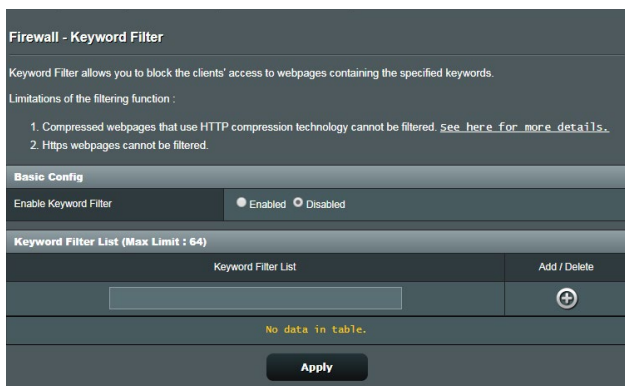 Firewall - Keyword Filter
Keyword Filter allows you to block the clients' access to webpages containing the specified keywords.
Limitations of the filtering function :
1. Compressed webpages that use HTTP compression technology cannot be filtered. See here for more details.
2. Https webpages cannot be filtered.
Basic Config
Enable Keyword Filter Enabled Disabled
Keyword Filter List (Max Limit : 64)
Keyword Filter List Add / Delete
No data in table.
Apply